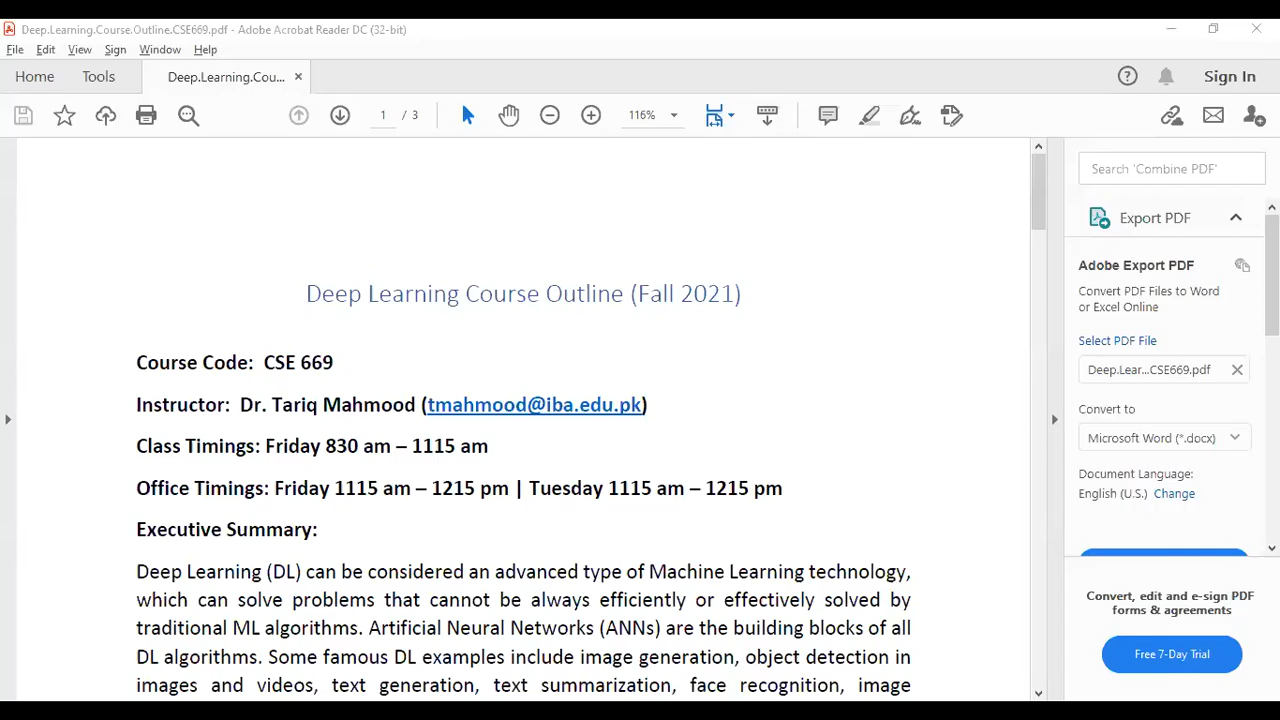 Deep.Learning.Course.Outline.CSE669.pdf - Adobe Acrobat Reader DC (32-bit)
File Edit View Sign Window Help
Home Tools Deep.Learning.Cou... × Sign In
1 / 3 116%
Search 'Combine PDF'
Export PDF
Adobe Export PDF
Convert PDF Files to Word
or Excel Online
Select PDF File
Deep.Lear...CSE669.pdf
Convert to
Microsoft Word (*.docx)
Document Language:
English (U.S.) Change
Convert, edit and e-sign PDF
forms & agreements
Free 7-Day Trial
Deep Learning Course Outline (Fall 2021)
Course Code: CSE 669
Instructor: Dr. Tariq Mahmood (tmahmood@iba.edu.pk)
Class Timings: Friday 830 am – 1115 am
Office Timings: Friday 1115 am – 1215 pm | Tuesday 1115 am – 1215 pm
Executive Summary:
Deep Learning (DL) can be considered an advanced type of Machine Learning technology,
which can solve problems that cannot be always efficiently or effectively solved by
traditional ML algorithms. Artificial Neural Networks (ANNs) are the building blocks of all
DL algorithms. Some famous DL examples include image generation, object detection in
images and videos, text generation, text summarization, face recognition, image